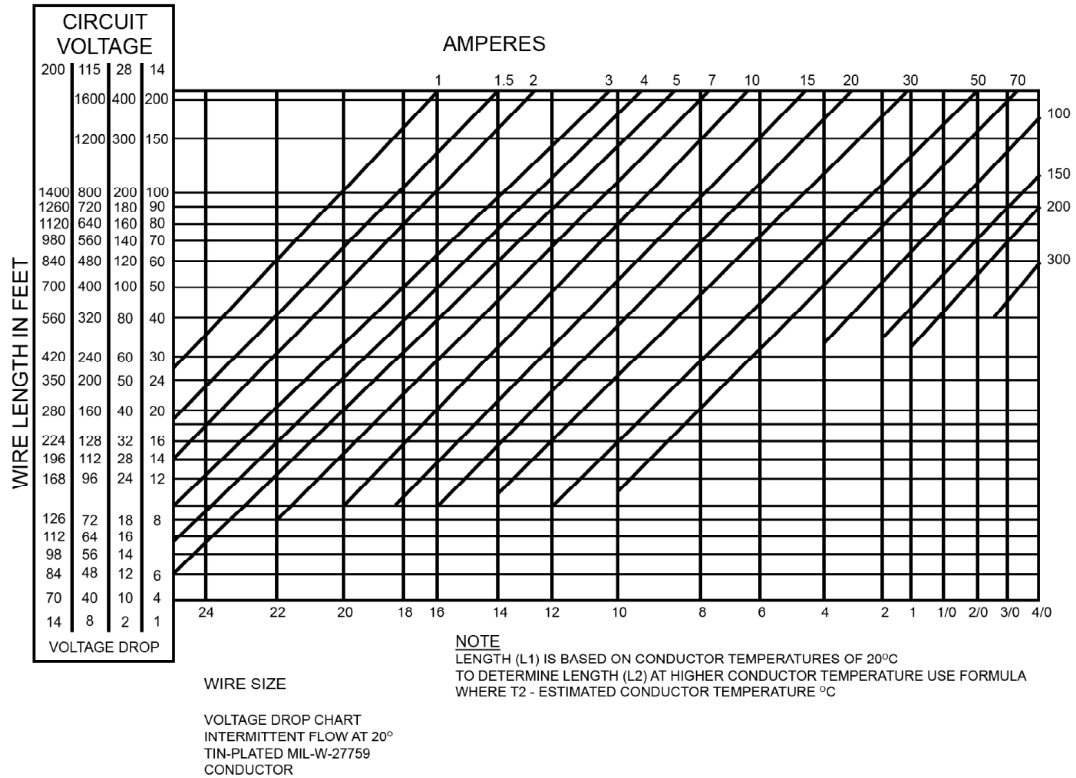 CIRCUIT
VOLTAGE
AMPERES
200 115 28 14
1 1.5 2 3 4 5 7 10 15 20 30 50 70
1600 400 200
100
1200 300 150
150
1400 800 200 100
1260 720 180 90
200
1120 640 160 80
980 560 140 70
840 480 120 60
300
700 400 100 50
560 320 80 40
420 240 60 30
350 200 50 24
280 160 40 20
224 128 32 16
196 112 28 14
168 96 24 12
126 72 18 8
112 64 16
98 56 14
84 48 12 6
70 40 10 4
14 8 2 1
VOLTAGE DROP
WIRE LENGTH IN FEET
24 22 20 18 16 14 12 10 8 6 4 2 1 1/0 2/0 3/0 4/0
NOTE
LENGTH (L1) IS BASED ON CONDUCTOR TEMPERATURES OF 20°C
TO DETERMINE LENGTH (L2) AT HIGHER CONDUCTOR TEMPERATURE USE FORMULA
WHERE T2 - ESTIMATED CONDUCTOR TEMPERATURE °C
WIRE SIZE
VOLTAGE DROP CHART
INTERMITTENT FLOW AT 20°
TIN-PLATED MIL-W-27759
CONDUCTOR